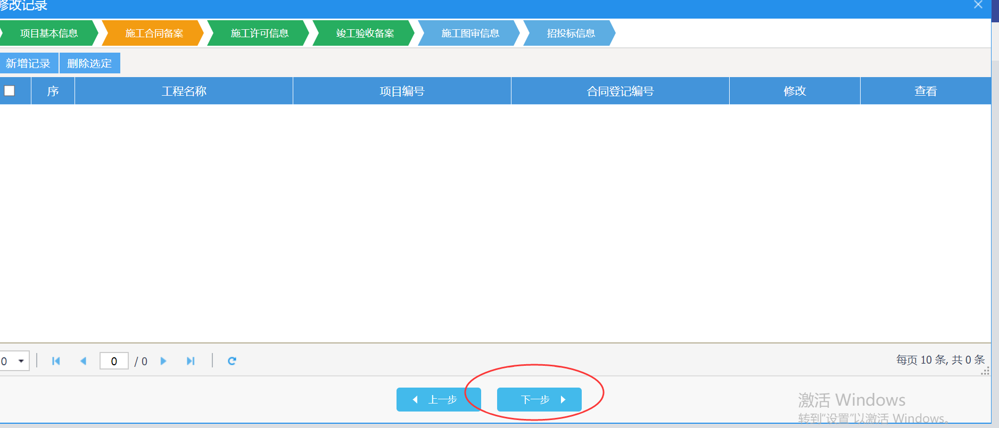 修改记录
项目基本信息 施工合同备案 施工许可信息 竣工验收备案 施工图审信息 招投标信息
新增记录 删除选定
序 工程名称 项目编号 合同登记编号 修改 查看
0 0 / 0 每页 10 条, 共 0 条
上一步 下一步
激活 Windows
转到"设置"以激活 Windows。